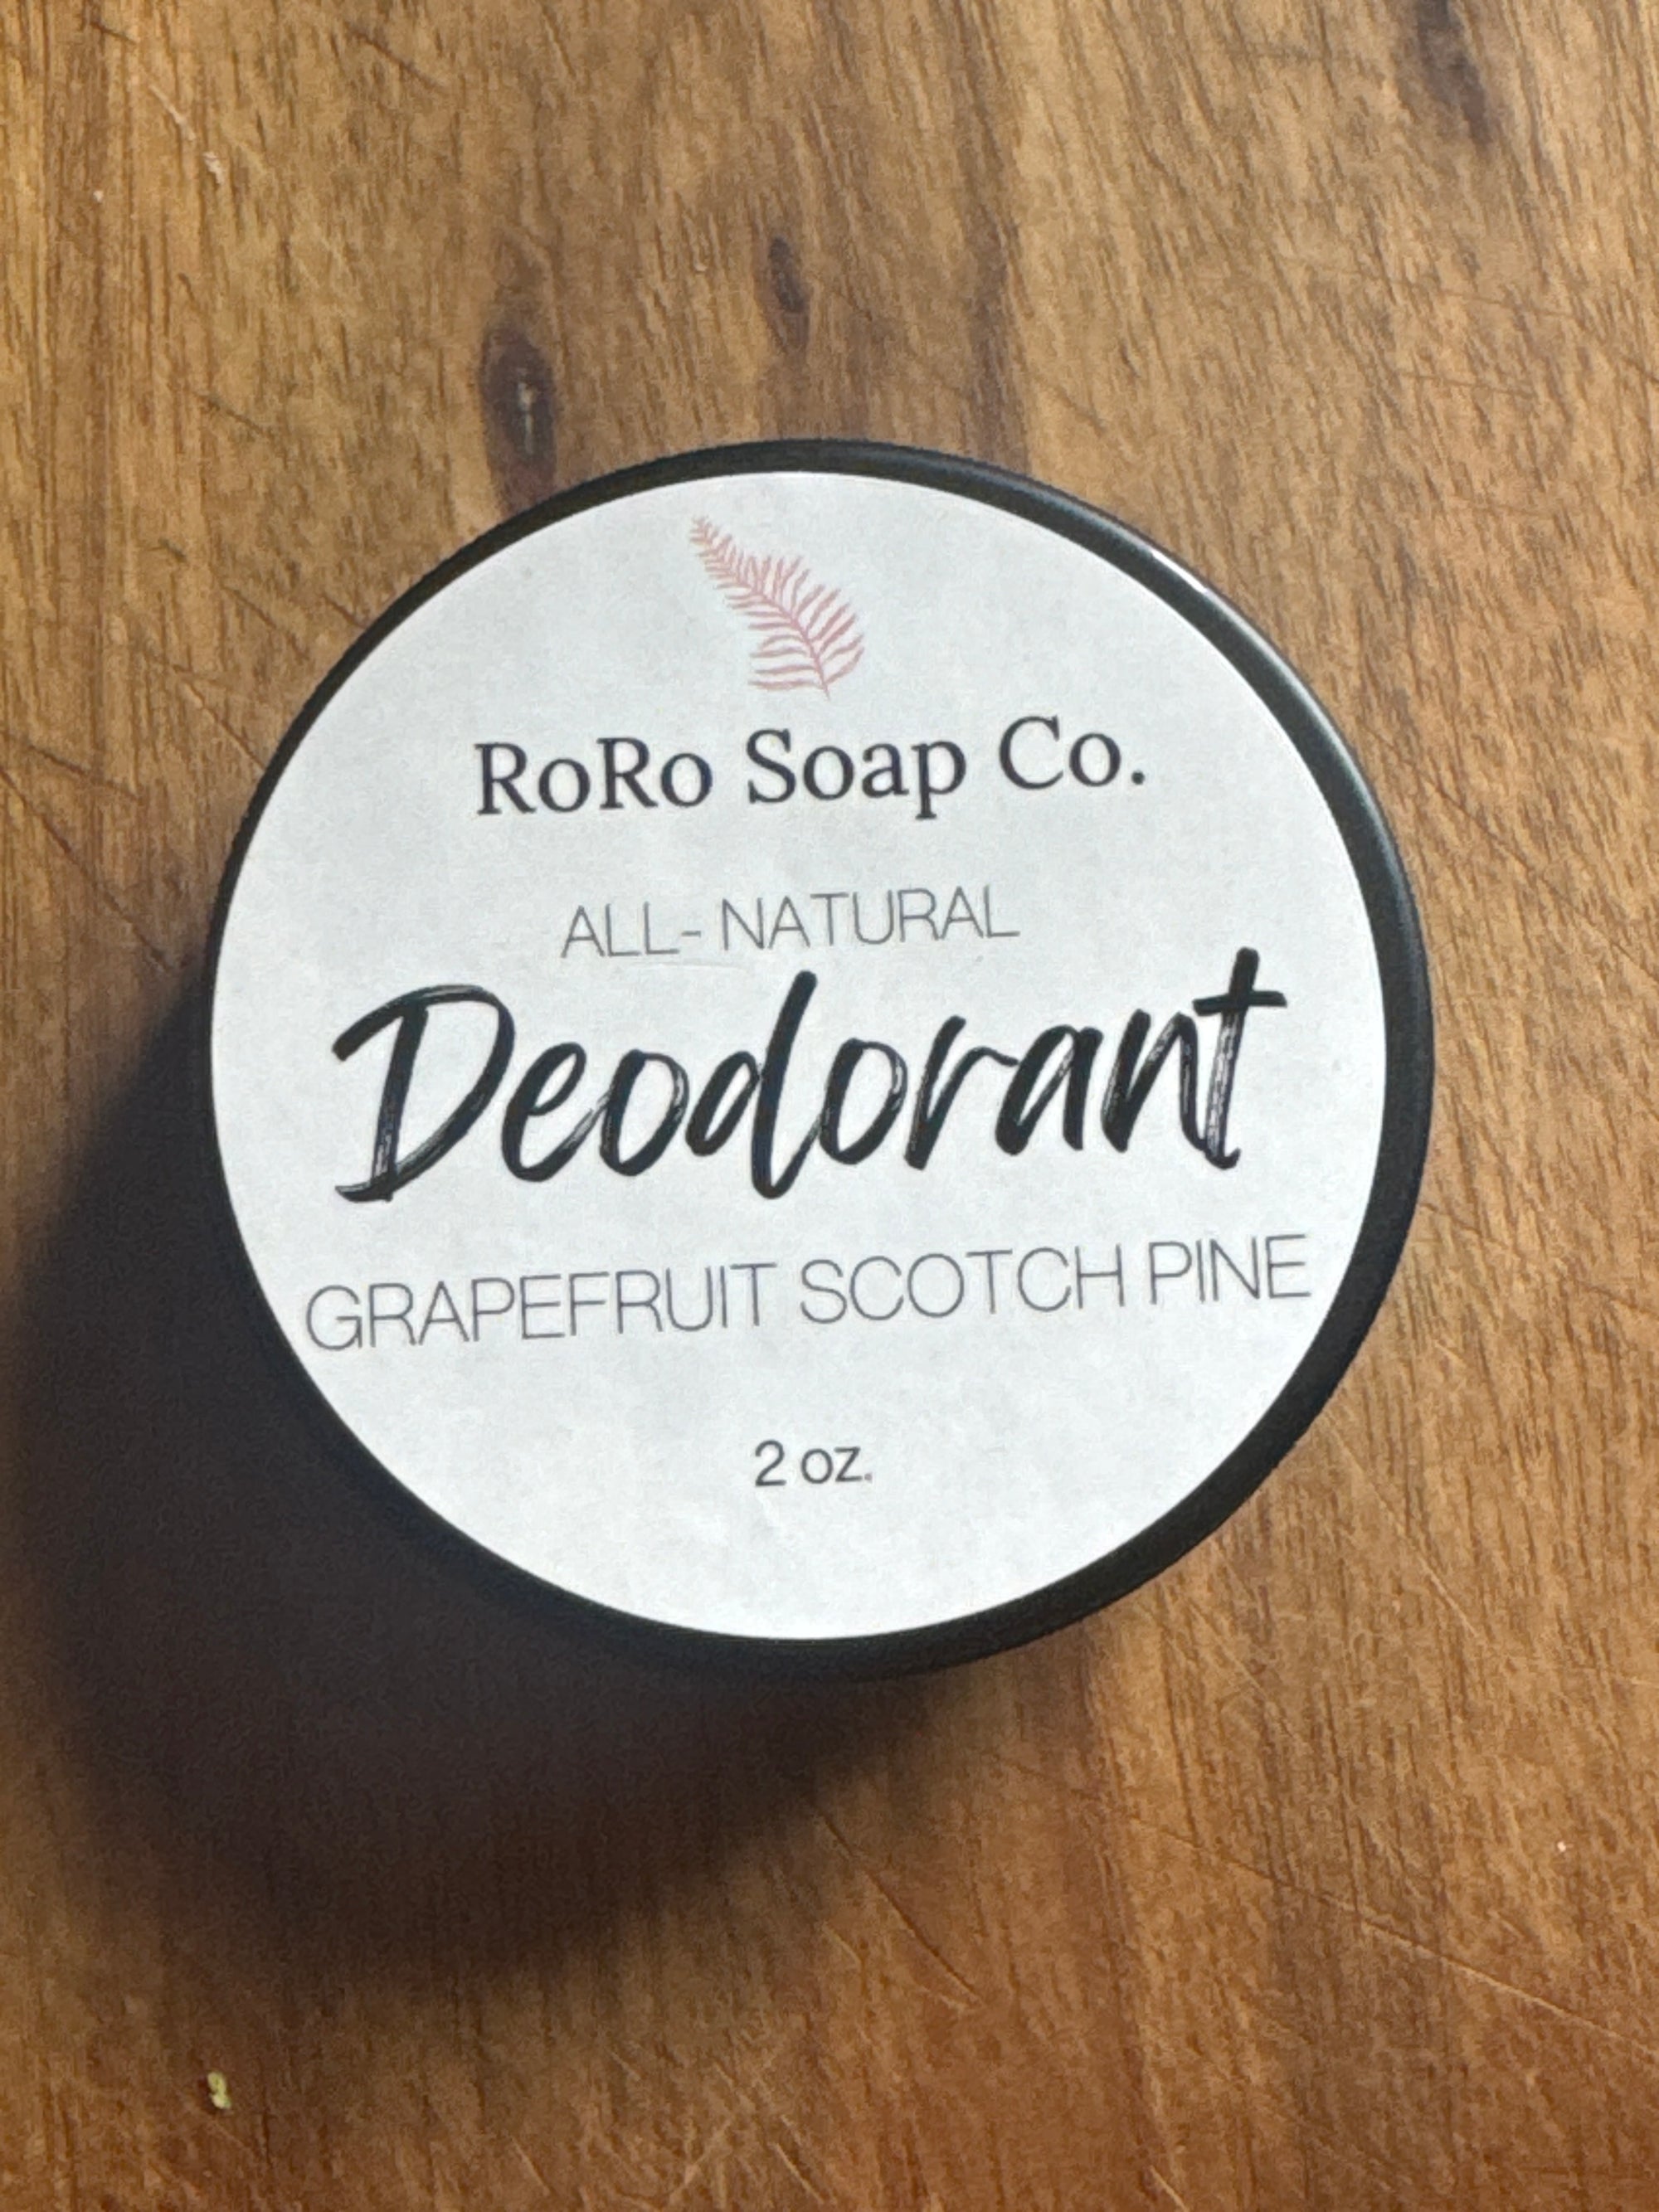 RoRo Soap Co.
ALL- NATURAL
Deodorant
GRAPEFRUIT SCOTCH PINE
2 oz.